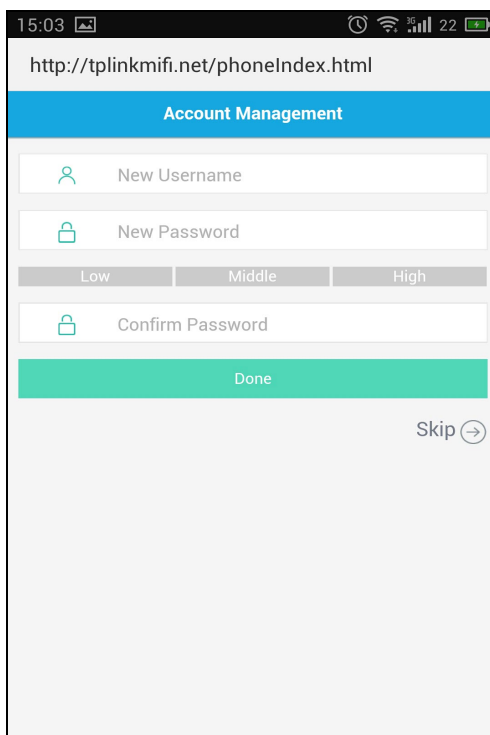 15:03 3G 22
http://tplinkmifi.net/phoneIndex.html
Account Management
New Username
New Password
Low Middle High
Confirm Password
Done
Skip